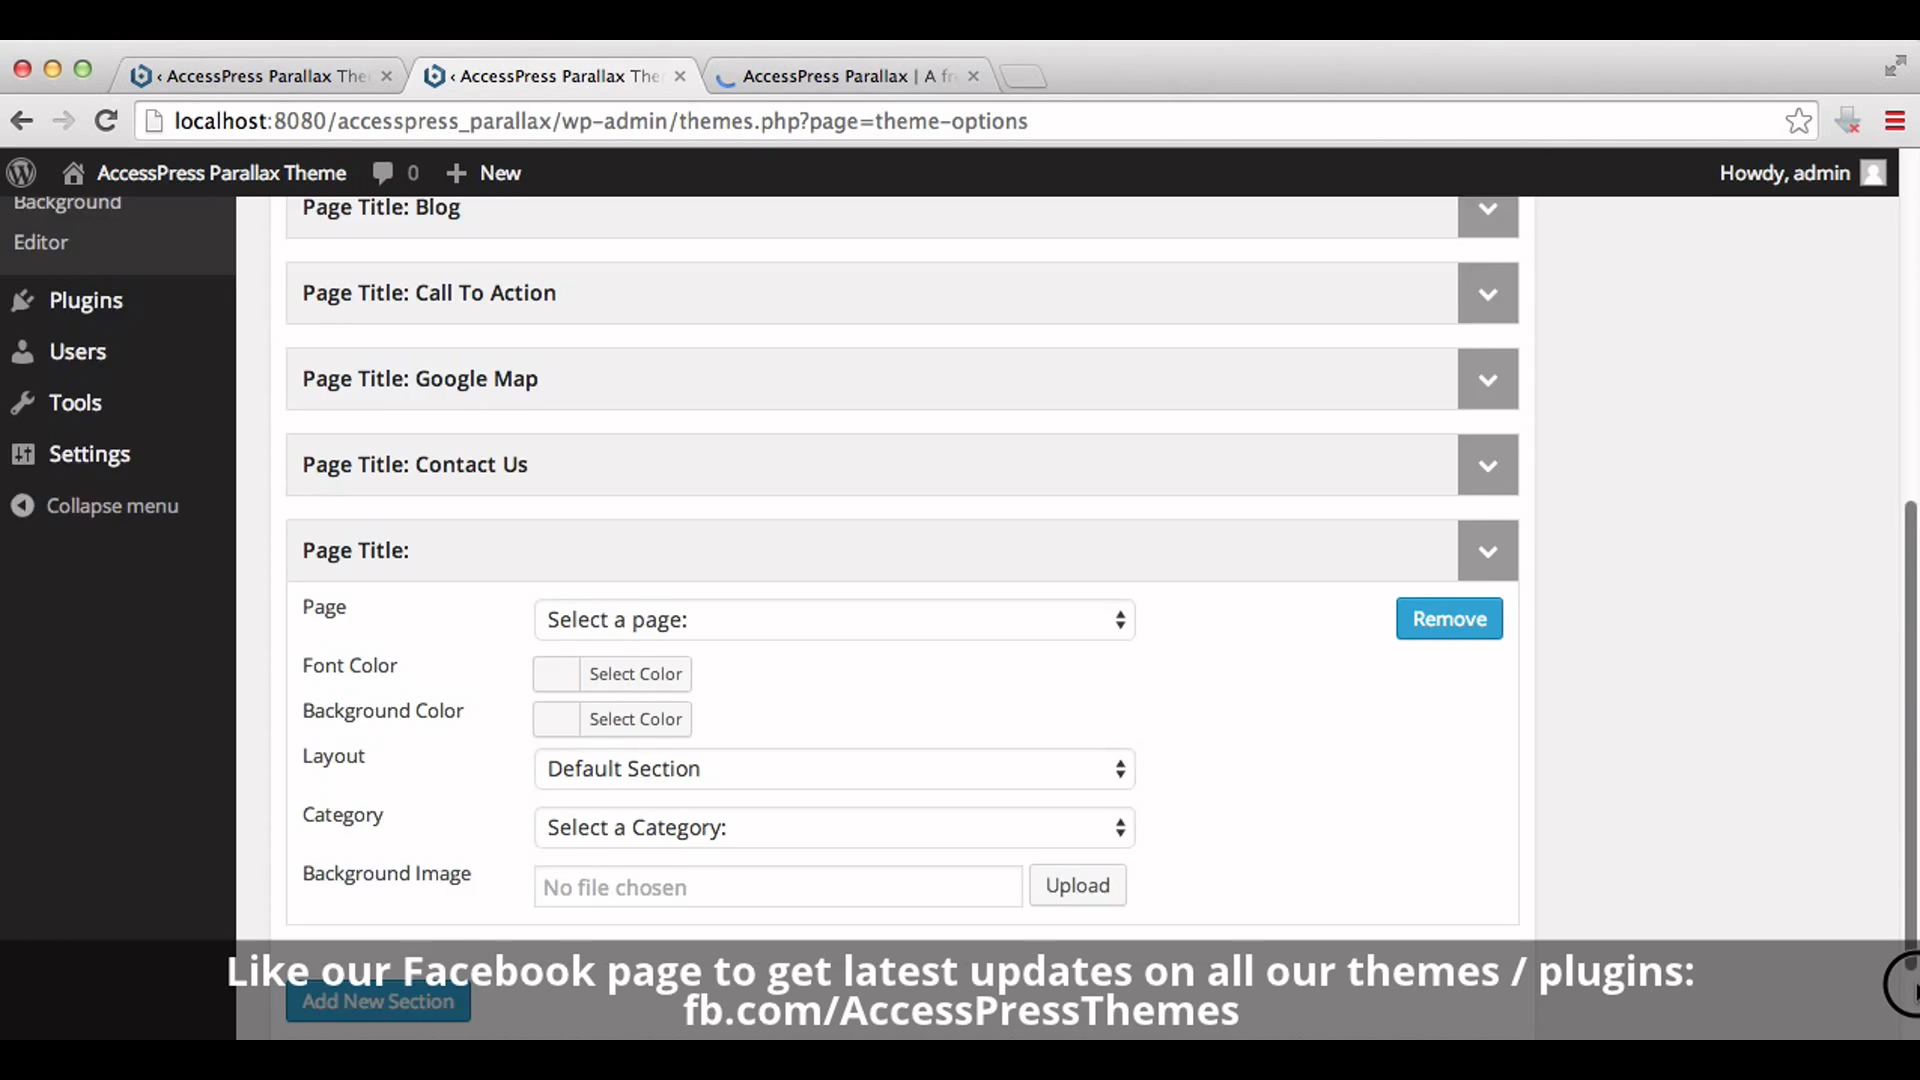 ‹ AccessPress Parallax The
‹ AccessPress Parallax The
AccessPress Parallax | A fr
localhost:8080/accesspress_parallax/wp-admin/themes.php?page=theme-options
AccessPress Parallax Theme
0
New
Howdy, admin
Background
Editor
Plugins
Users
Tools
Settings
Collapse menu
Page Title: Blog
Page Title: Call To Action
Page Title: Google Map
Page Title: Contact Us
Page Title:
Page
Select a page:
Remove
Font Color
Select Color
Background Color
Select Color
Layout
Default Section
Category
Select a Category:
Background Image
No file chosen
Upload
Add New Section
Like our Facebook page to get latest updates on all our themes / plugins:
fb.com/AccessPressThemes